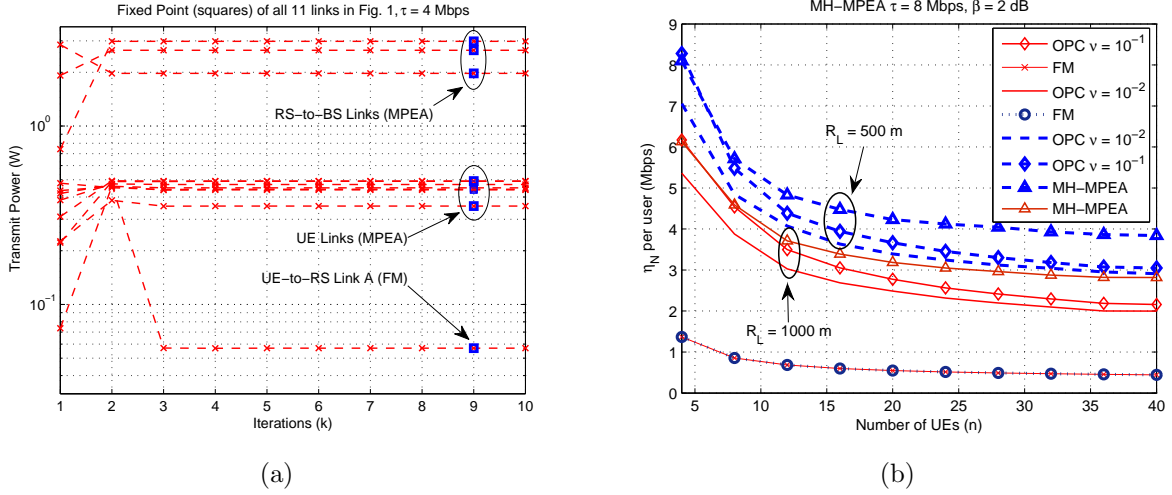 Fixed Point (squares) of all 11 links in Fig. 1, τ = 4 Mbps
Transmit Power (W)
10^0
10^-1
RS-to-BS Links (MPEA)
UE Links (MPEA)
UE-to-RS Link A (FM)
1 2 3 4 5 6 7 8 9 10
Iterations (k)
(a)
MH-MPEA τ = 8 Mbps, β = 2 dB
η_N per user (Mbps)
9
8
7
6
5
4
3
2
1
0
OPC ν = 10^-1
FM
OPC ν = 10^-2
FM
OPC ν = 10^-2
OPC ν = 10^-1
MH-MPEA
MH-MPEA
R_L = 500 m
R_L = 1000 m
5 10 15 20 25 30 35 40
Number of UEs (n)
(b)